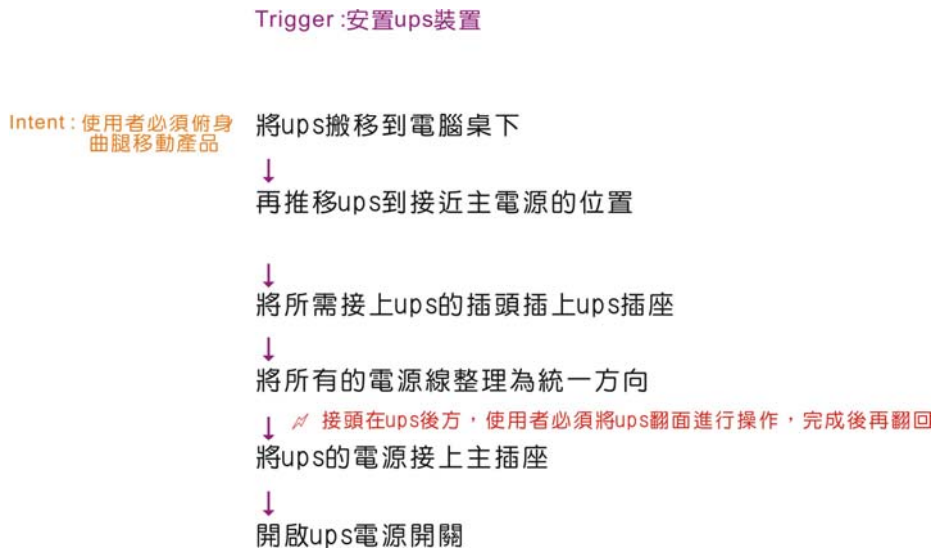 Trigger :安置ups裝置
Intent : 使用者必須俯身
曲腿移動產品
將ups搬移到電腦桌下
↓
再推移ups到接近主電源的位置
↓
將所需接上ups的插頭插上ups插座
↓
將所有的電源線整理為統一方向
↓ 接頭在ups後方，使用者必須將ups翻面進行操作，完成後再翻回
將ups的電源接上主插座
↓
開啟ups電源開關